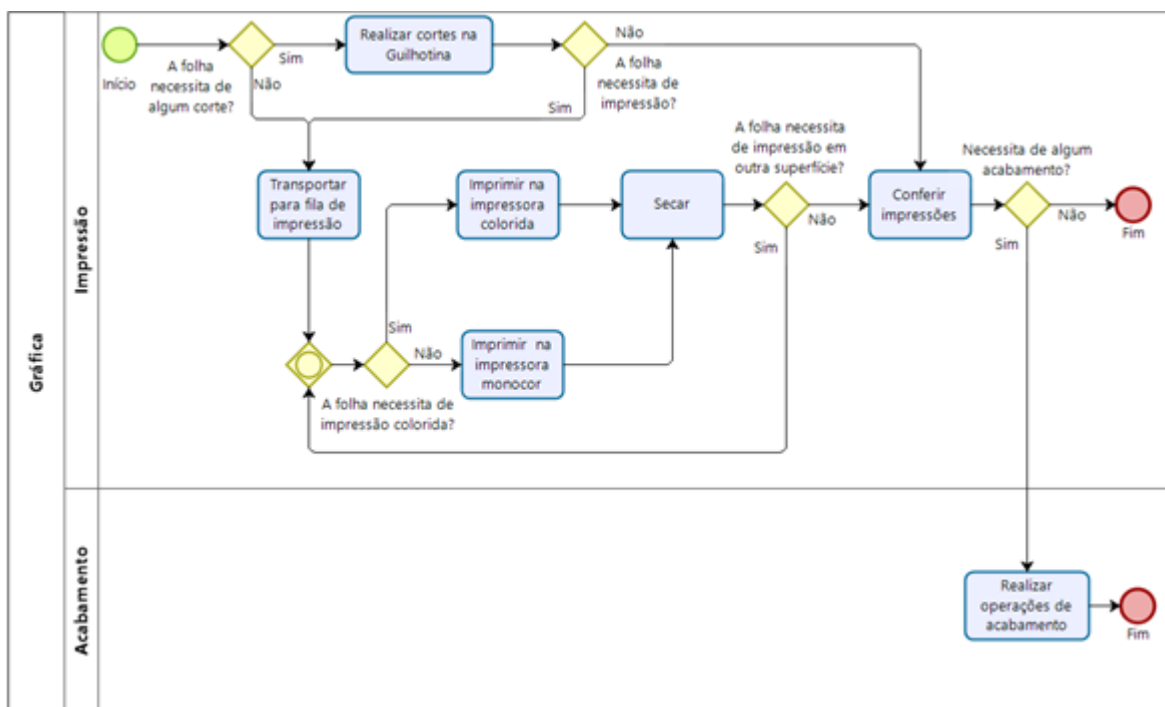 Gráfica
Impressão
Início
A folha
necessita de
algum corte?
Sim
Não
Realizar cortes na
Guilhotina
Não
A folha
necessita de
impressão?
Sim
Transportar
para fila de
impressão
Sim
Não
A folha necessita de
impressão colorida?
Imprimir na
impressora
colorida
Imprimir na
impressora
monocor
Secar
A folha necessita
de impressão em
outra superfície?
Não
Sim
Conferir
impressões
Necessita de algum
acabamento?
Não
Sim
Fim
Acabamento
Realizar
operações de
acabamento
Fim